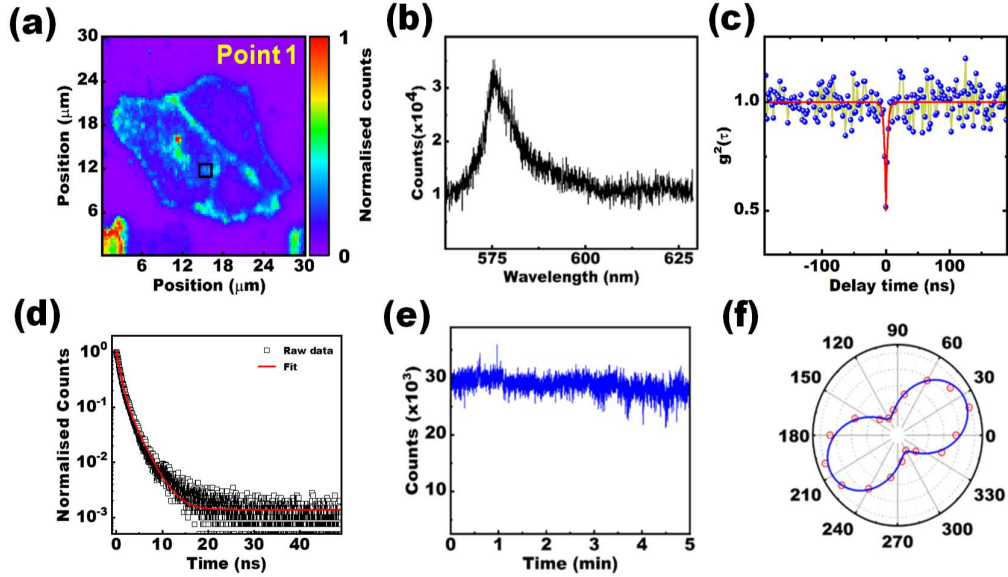 (a)
Point 1
Position (μm)
30
24
18
12
6
6 12 18 24 30
Position (μm)
1
0
Normalised counts
(b)
Counts(x10⁻⁴)
3
2
1
575 600 625
Wavelength (nm)
(c)
g²(τ)
1.0
0.5
-100 0 100
Delay time (ns)
(d)
Normalised Counts
10⁰
10⁻¹
10⁻²
10⁻³
Raw data
Fit
0 10 20 30 40
Time (ns)
(e)
Counts (x10³)
40
30
20
10
0 1 2 3 4 5
Time (min)
(f)
90
120 60
150 30
180 0
210 330
240 300
270